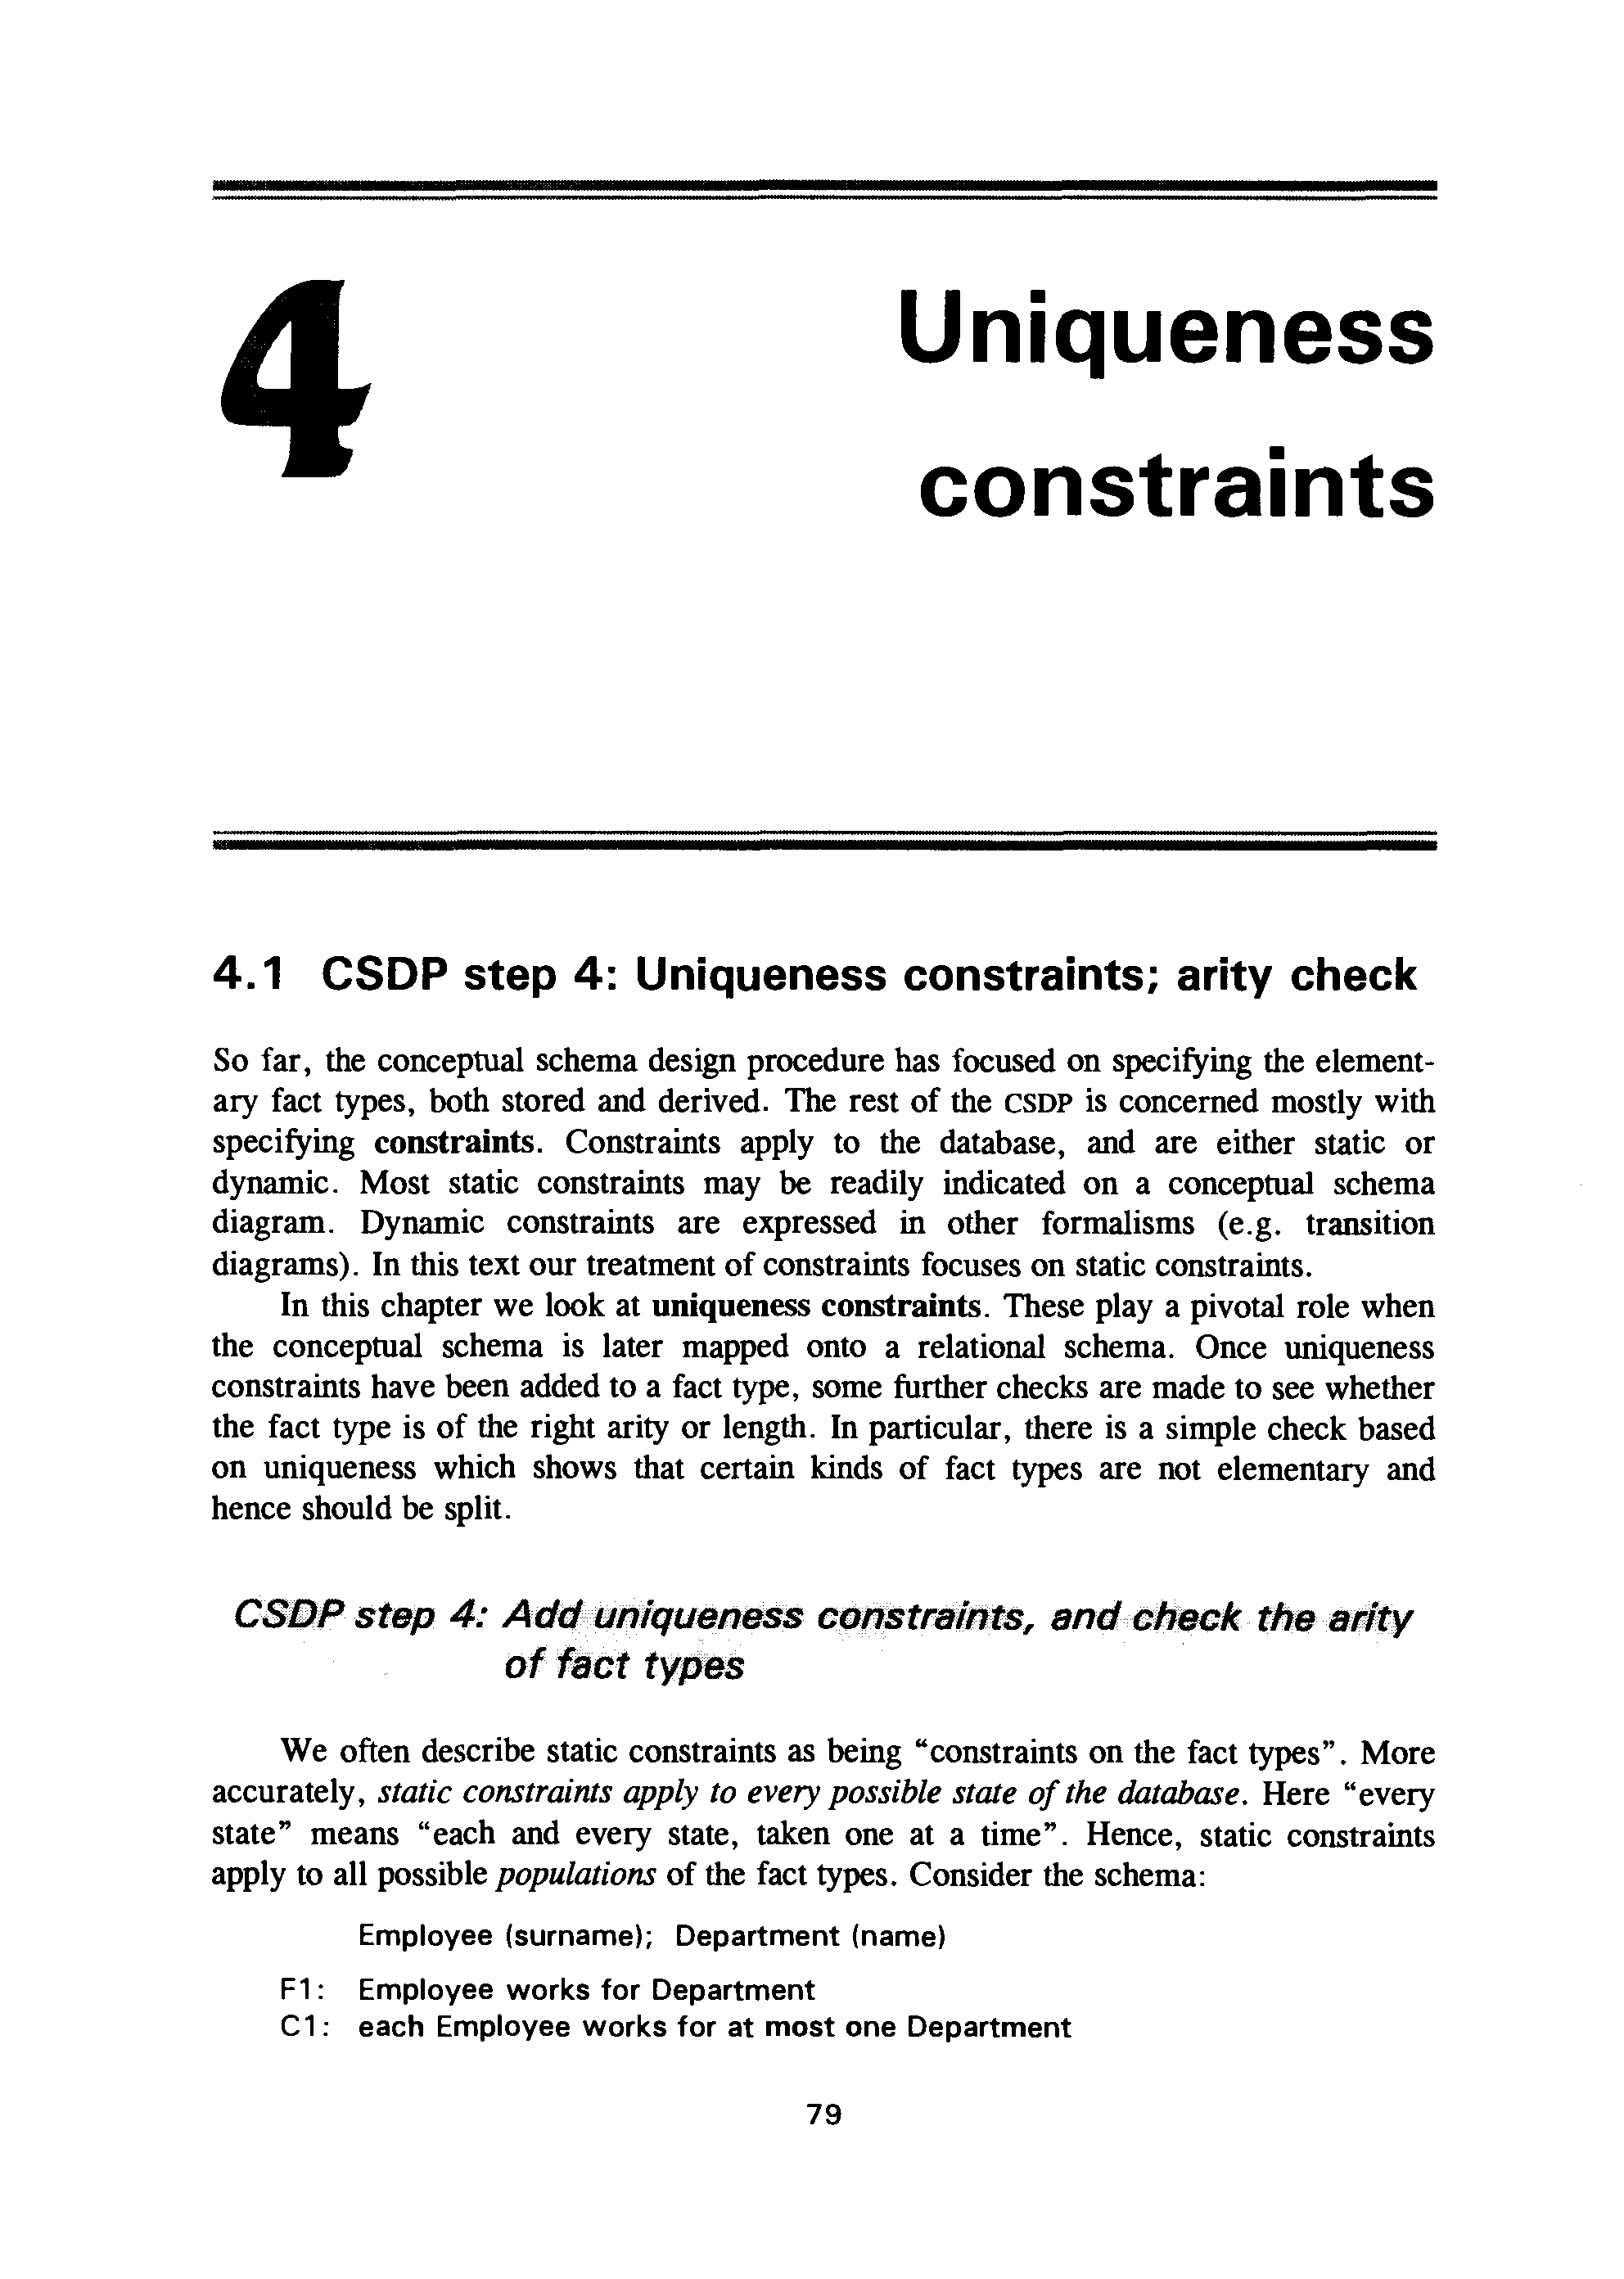 4
Uniqueness
constraints
4.1 CSDP step 4: Uniqueness constraints; arity check
So far, the conceptual schema design procedure has focused on specifying the element-
ary fact types, both stored and derived. The rest of the CSDP is concerned mostly with
specifying constraints. Constraints apply to the database, and are either static or
dynamic. Most static constraints may be readily indicated on a conceptual schema
diagram. Dynamic constraints are expressed in other formalisms (e.g. transition
diagrams). In this text our treatment of constraints focuses on static constraints.
In this chapter we look at uniqueness constraints. These play a pivotal role when
the conceptual schema is later mapped onto a relational schema. Once uniqueness
constraints have been added to a fact type, some further checks are made to see whether
the fact type is of the right arity or length. In particular, there is a simple check based
on uniqueness which shows that certain kinds of fact types are not elementary and
hence should be split.
CSDP step 4: Add uniqueness constraints, and check the arity
of fact types
We often describe static constraints as being “constraints on the fact types”. More
accurately, static constraints apply to every possible state of the database. Here “every
state” means “each and every state, taken one at a time”. Hence, static constraints
apply to all possible populations of the fact types. Consider the schema:
Employee (surname); Department (name)
F1: Employee works for Department
C1: each Employee works for at most one Department
79